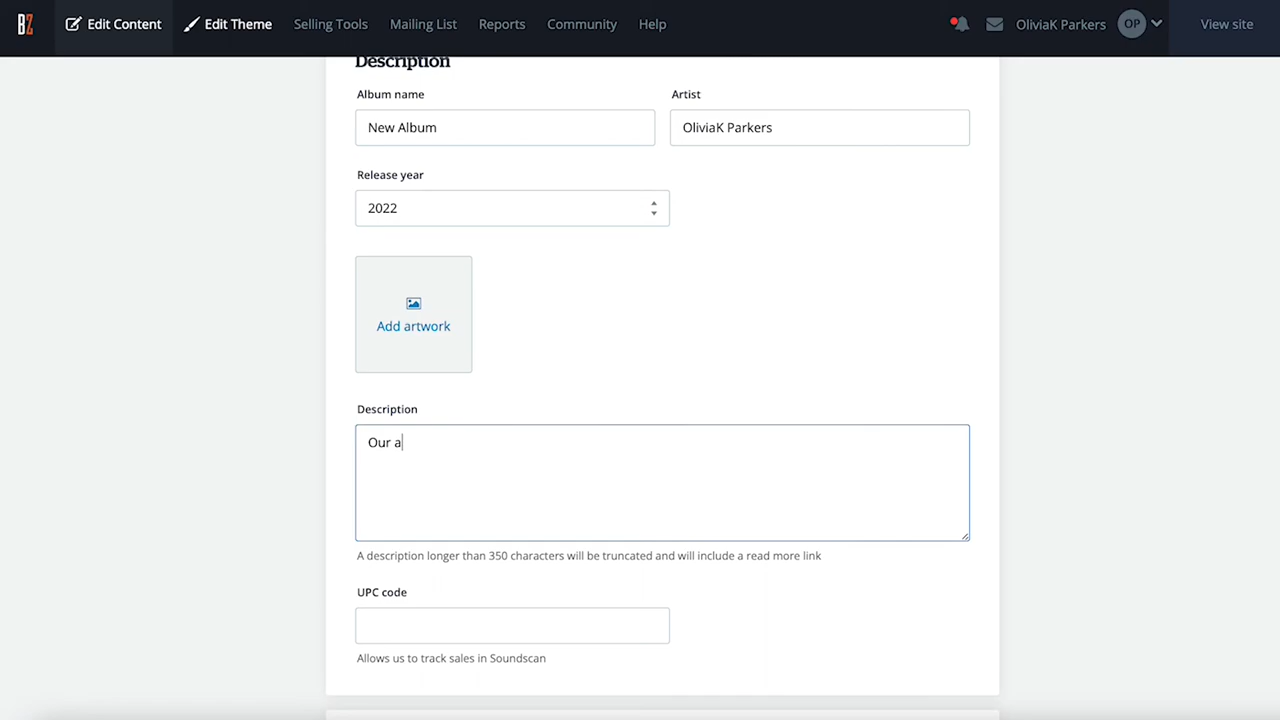 BZ Edit Content Edit Theme Selling Tools Mailing List Reports Community Help OliviaK Parkers OP View site
Description
Album name Artist
New Album OliviaK Parkers
Release year
2022
Add artwork
Description
Our a
A description longer than 350 characters will be truncated and will include a read more link
UPC code
Allows us to track sales in Soundscan